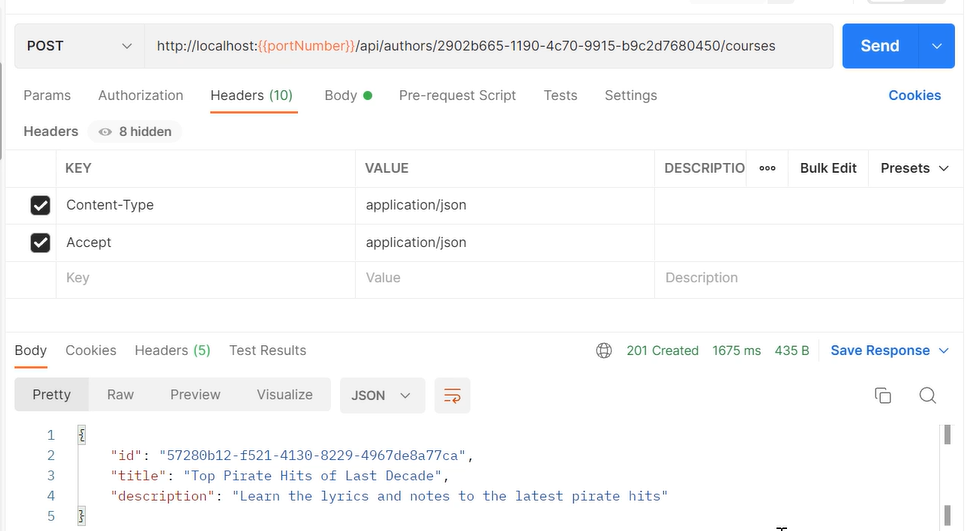 POST http://localhost:{{portNumber}}/api/authors/2902b665-1190-4c70-9915-b9c2d7680450/courses Send
Params Authorization Headers (10) Body Pre-request Script Tests Settings Cookies
Headers 8 hidden
KEY VALUE DESCRIPTIO ooo Bulk Edit Presets
Content-Type application/json
Accept application/json
Key Value Description
Body Cookies Headers (5) Test Results 201 Created 1675 ms 435 B Save Response
Pretty Raw Preview Visualize JSON
1 {
2 "id": "57280b12-f521-4130-8229-4967de8a77ca",
3 "title": "Top Pirate Hits of Last Decade",
4 "description": "Learn the lyrics and notes to the latest pirate hits"
5 }